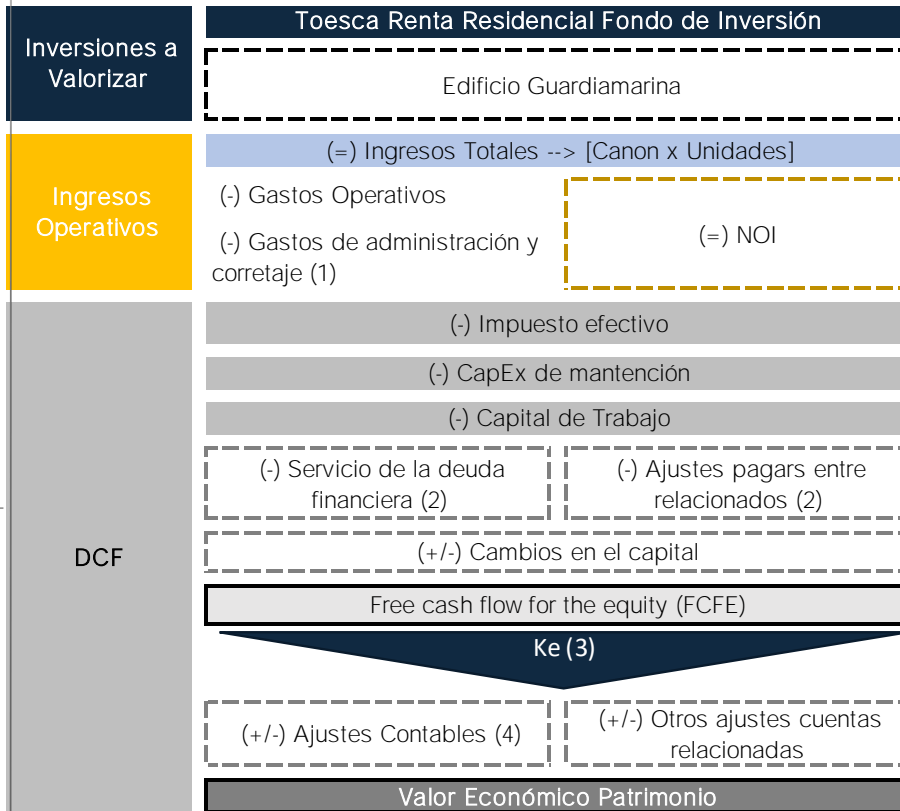 Inversiones a
Valorizar
Toesca Renta Residencial Fondo de Inversión
Edificio Guardiamarina
Ingresos
Operativos
(=) Ingresos Totales --> [Canon x Unidades]
(-) Gastos Operativos
(-) Gastos de administración y
corretaje (1)
(=) NOI
DCF
(-) Impuesto efectivo
(-) CapEx de mantención
(-) Capital de Trabajo
(-) Servicio de la deuda
financiera (2)
(-) Ajustes pagars entre
relacionados (2)
(+/-) Cambios en el capital
Free cash flow for the equity (FCFE)
Ke (3)
(+/-) Ajustes Contables (4)
(+/-) Otros ajustes cuentas
relacionadas
Valor Económico Patrimonio